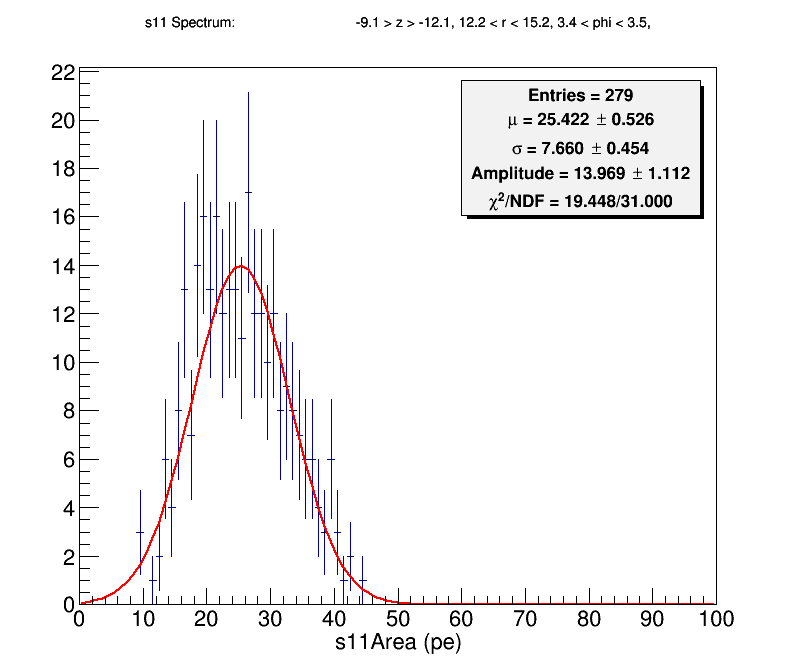 s11 Spectrum: -9.1 > z > -12.1, 12.2 < r < 15.2, 3.4 < phi < 3.5,
Entries = 279
μ = 25.422 ± 0.526
σ = 7.660 ± 0.454
Amplitude = 13.969 ± 1.112
χ²/NDF = 19.448/31.000
22
20
18
16
14
12
10
8
6
4
2
0
0 10 20 30 40 50 60 70 80 90 100
s11Area (pe)